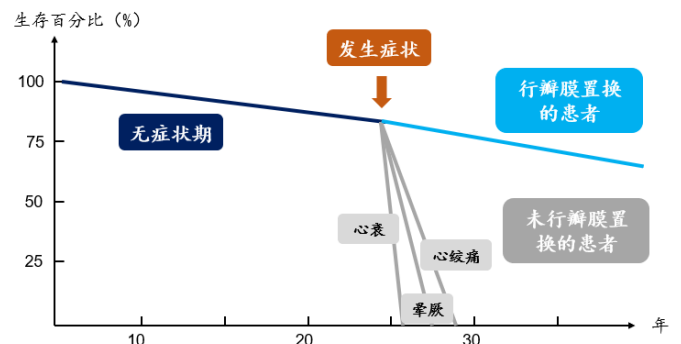 生存百分比（%）
发生症状
100
行瓣膜置换
的患者
无症状期
75
50
未行瓣膜置
换的患者
心衰
心绞痛
25
晕厥
年
10
20
30